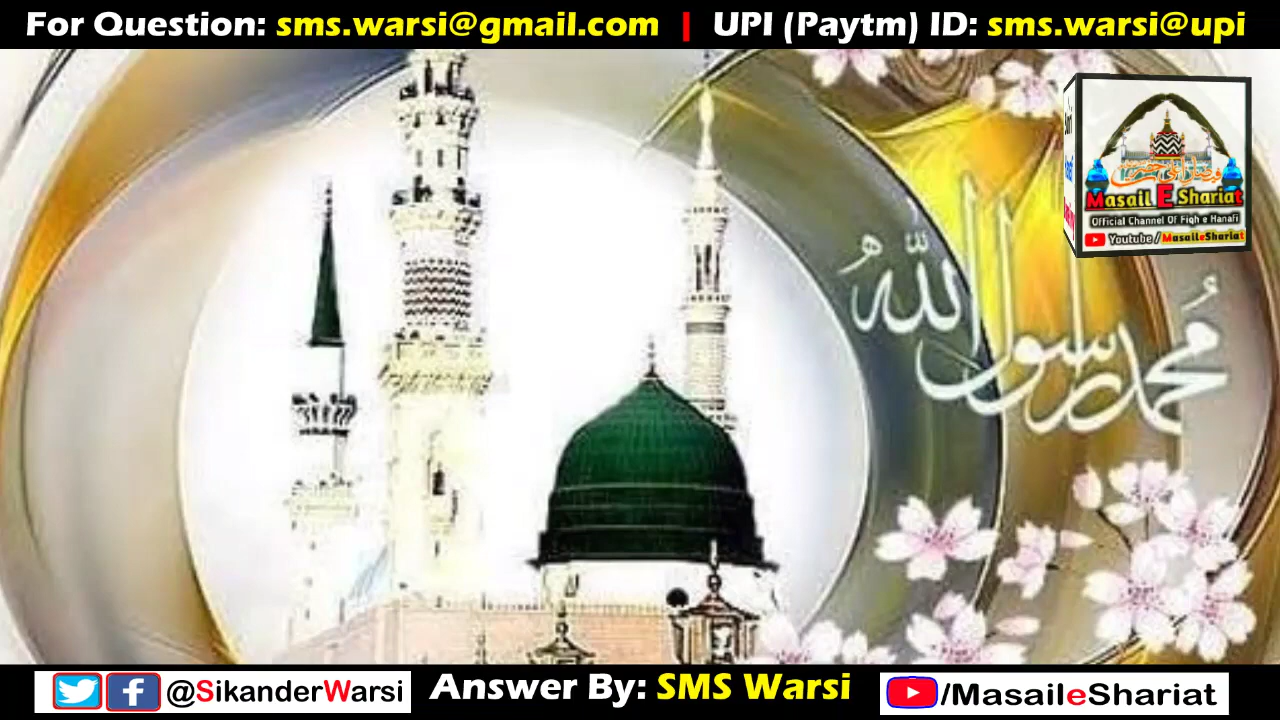 For Question: sms.warsi@gmail.com | UPI (Paytm) ID: sms.warsi@upi
Masail E Shariat
Official Channel Of Fiqh e Hanafi
Youtube / MasaileShariat
محمد رسول الله
@SikanderWarsi
Answer By: SMS Warsi
/MasaileShariat